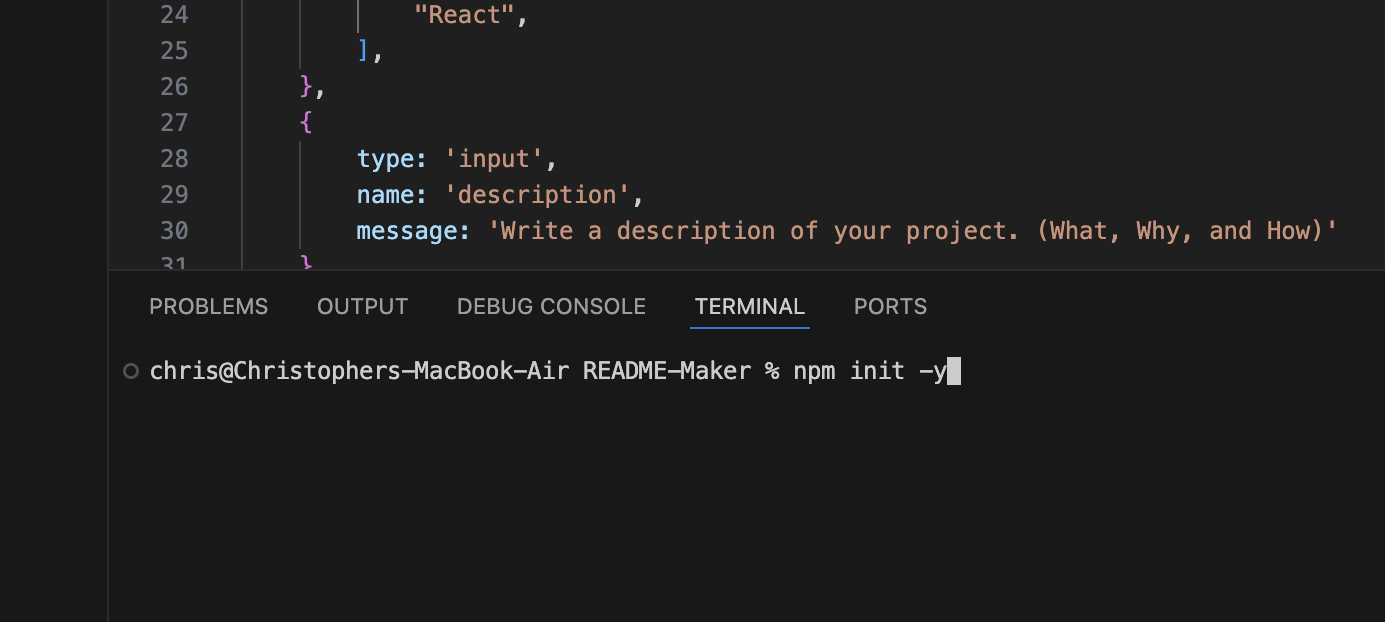 24 "React",
25 ],
26 },
27 {
28 type: 'input',
29 name: 'description',
30 message: 'Write a description of your project. (What, Why, and How)'
31 }
PROBLEMS OUTPUT DEBUG CONSOLE TERMINAL PORTS
chris@Christophers-MacBook-Air README-Maker % npm init -y